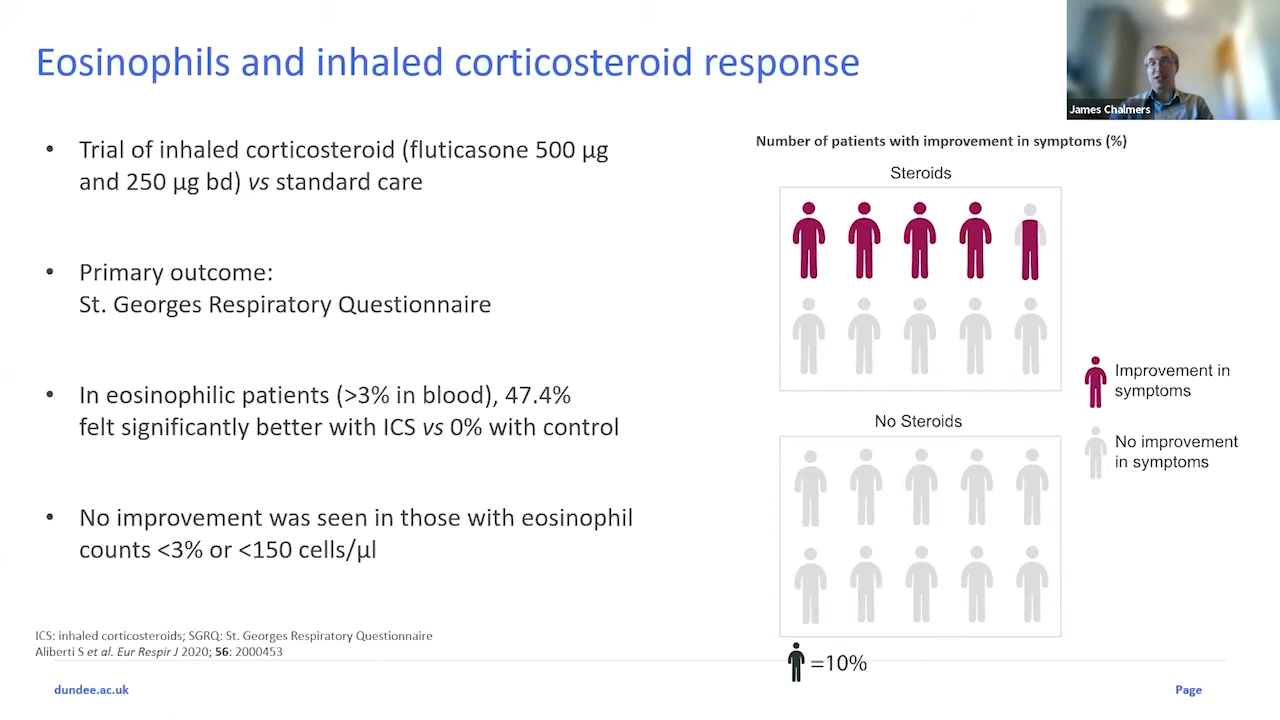 Eosinophils and inhaled corticosteroid response
James Chalmers
• Trial of inhaled corticosteroid (fluticasone 500 µg
and 250 µg bd) vs standard care
• Primary outcome:
St. Georges Respiratory Questionnaire
• In eosinophilic patients (>3% in blood), 47.4%
felt significantly better with ICS vs 0% with control
• No improvement was seen in those with eosinophil
counts <3% or <150 cells/µl
Number of patients with improvement in symptoms (%)
Steroids
No Steroids
Improvement in
symptoms
No improvement
in symptoms
=10%
ICS: inhaled corticosteroids; SGRQ: St. Georges Respiratory Questionnaire
Aliberti S et al. Eur Respir J 2020; 56: 2000453
dundee.ac.uk
Page